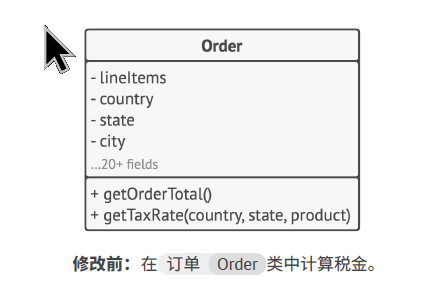 Order
- lineItems
- country
- state
- city
...20+ fields
+ getOrderTotal()
+ getTaxRate(country, state, product)
修改前：在 订单 Order 类中计算税金。